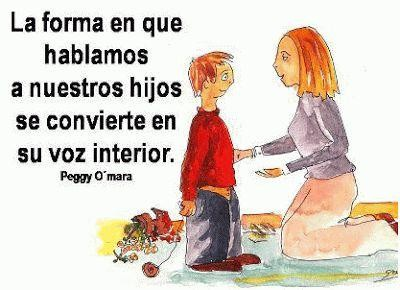 La forma en que
hablamos
a nuestros hijos
se convierte en
su voz interior.
Peggy O´mara